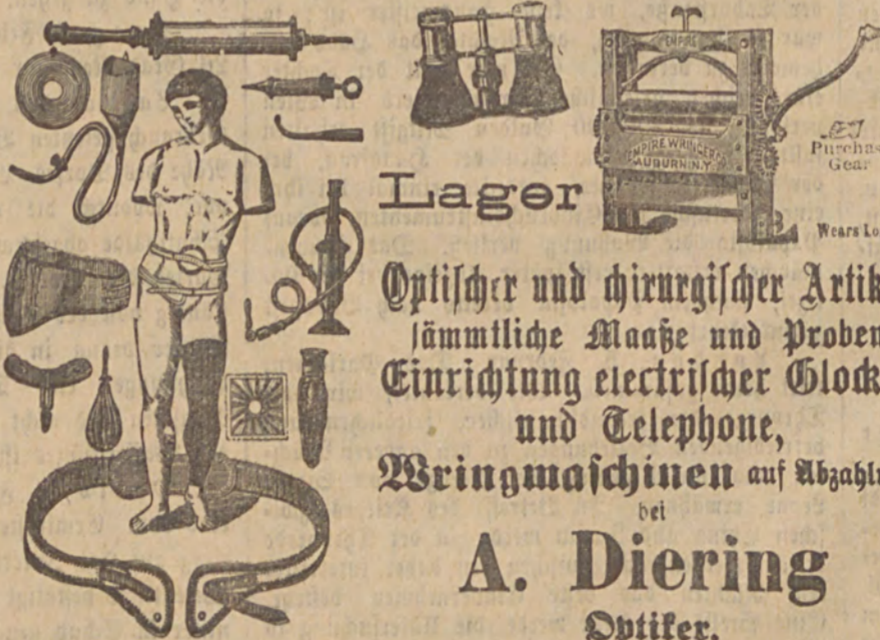 EMPIRE
EMPIRE WRINGER Co
AUBURN N.Y.
Purchas
Gear
Wears Lo
Lager
Optischer und chirurgischer Artik
sämmtliche Maaße und Proben
Einrichtung electrischer Glock
und Telephone,
Wringmaschinen auf Abzahl
bei
A. Diering
Optiker.